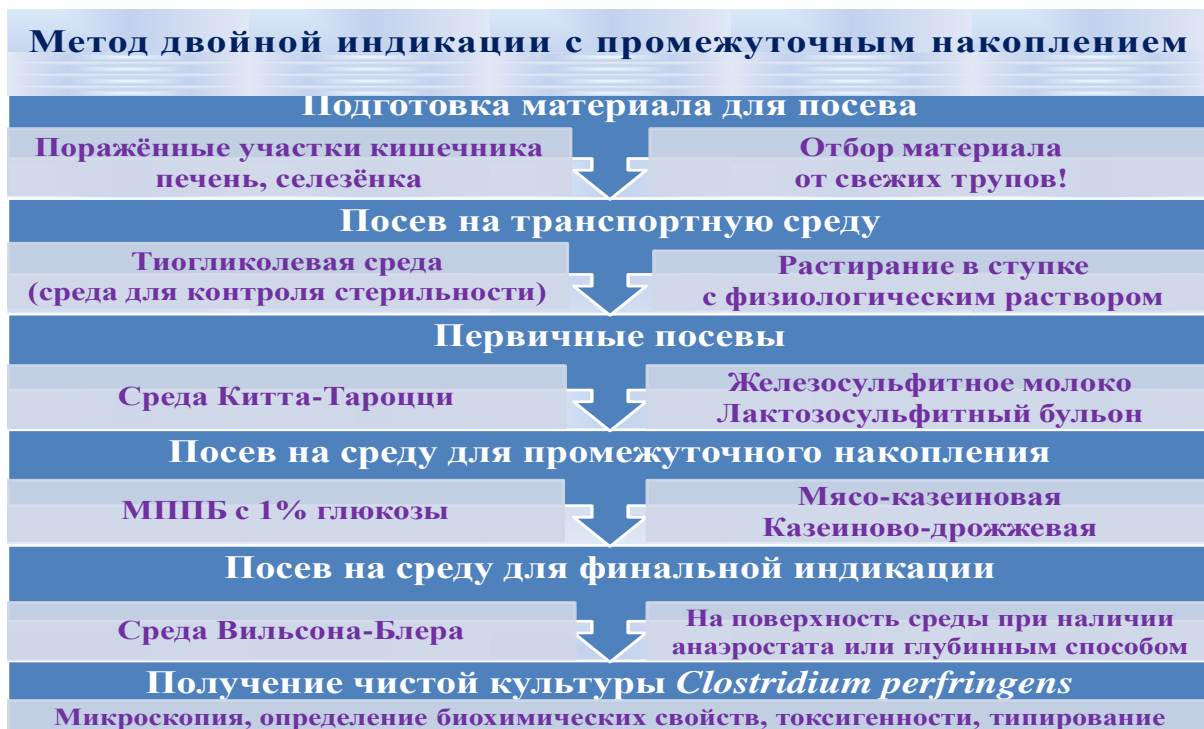 Метод двойной индикации с промежуточным накоплением
Подготовка материала для посева
Поражённые участки кишечника
печень, селезёнка
Отбор материала
от свежих трупов!
Посев на транспортную среду
Тиогликолевая среда
(среда для контроля стерильности)
Растирание в ступке
с физиологическим раствором
Первичные посевы
Среда Китта-Тароцци
Железосульфитное молоко
Лактозосульфитный бульон
Посев на среду для промежуточного накопления
МППБ с 1% глюкозы
Мясо-казеиновая
Казеиново-дрожжевая
Посев на среду для финальной индикации
Среда Вильсона-Блера
На поверхность среды при наличии
анаэростата или глубинным способом
Получение чистой культуры Clostridium perfringens
Микроскопия, определение биохимических свойств, токсигенности, типирование